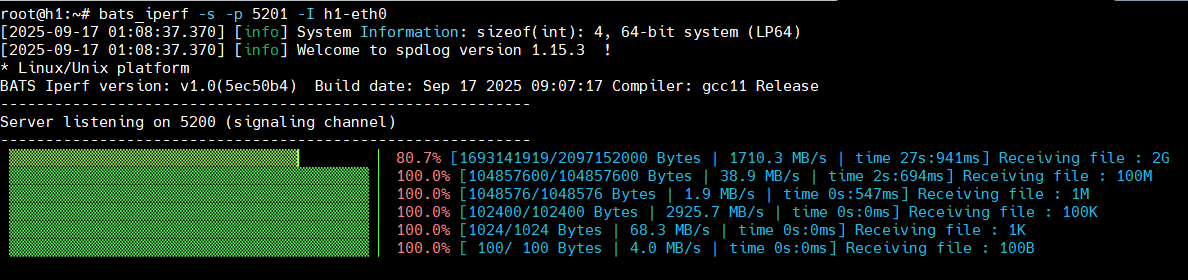 root@h1:~# bats_iperf -s -p 5201 -I h1-eth0
[2025-09-17 01:08:37.370] [info] System Information: sizeof(int): 4, 64-bit system (LP64)
[2025-09-17 01:08:37.370] [info] Welcome to spdlog version 1.15.3  !
* Linux/Unix platform
BATS Iperf version: v1.0(5ec50b4)  Build date: Sep 17 2025 09:07:17 Compiler: gcc11 Release
-----------------------------------------------------------
Server listening on 5200 (signaling channel)
-----------------------------------------------------------
80.7% [1693141919/2097152000 Bytes | 1710.3 MB/s | time 27s:941ms] Receiving file : 2G
100.0% [104857600/104857600 Bytes | 38.9 MB/s | time 2s:694ms] Receiving file : 100M
100.0% [1048576/1048576 Bytes | 1.9 MB/s | time 0s:547ms] Receiving file : 1M
100.0% [102400/102400 Bytes | 2925.7 MB/s | time 0s:0ms] Receiving file : 100K
100.0% [1024/1024 Bytes | 68.3 MB/s | time 0s:0ms] Receiving file : 1K
100.0% [ 100/ 100 Bytes | 4.0 MB/s | time 0s:0ms] Receiving file : 100B